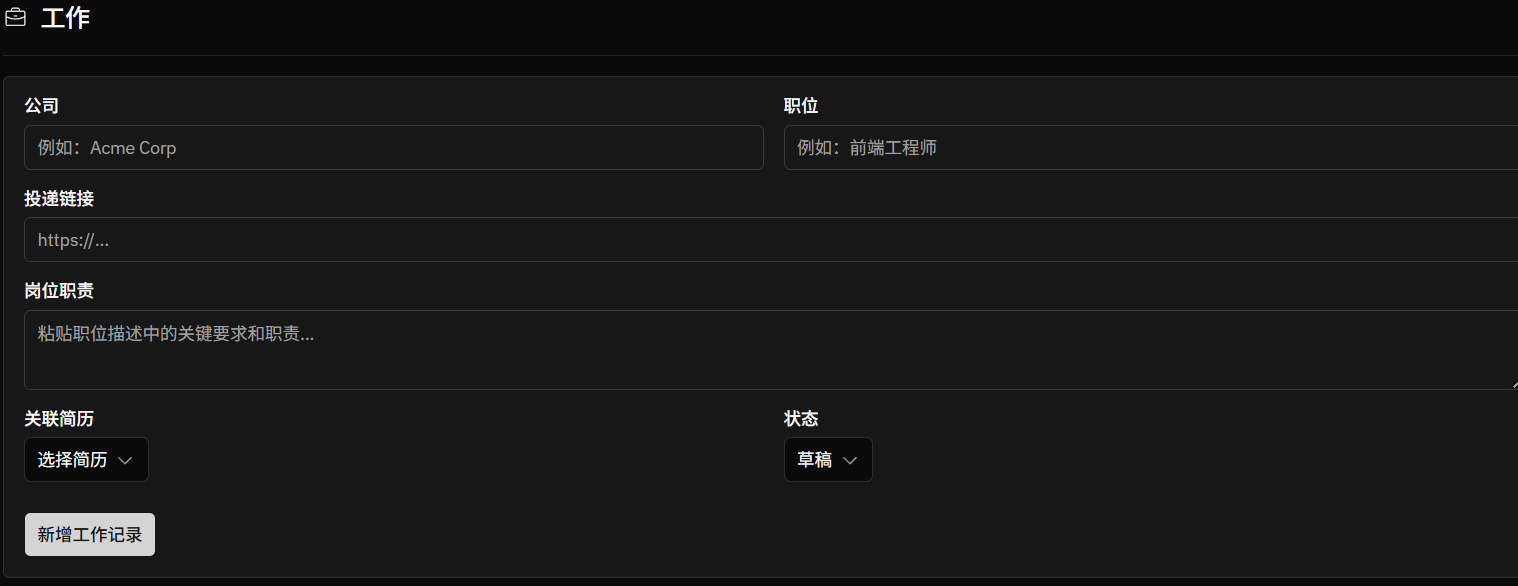 工作
公司
职位
例如：Acme Corp
例如：前端工程师
投递链接
https://...
岗位职责
粘贴职位描述中的关键要求和职责...
关联简历
状态
选择简历
草稿
新增工作记录